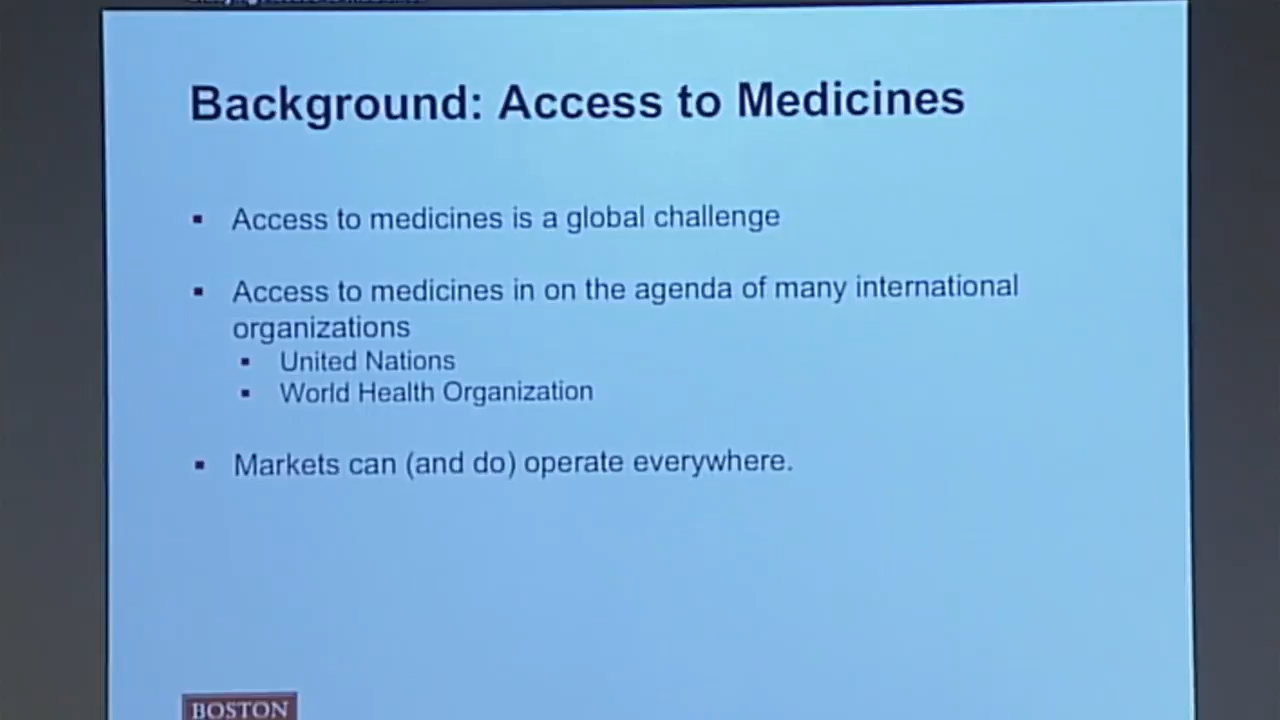 Background: Access to Medicines
▪ Access to medicines is a global challenge
▪ Access to medicines in on the agenda of many international
organizations
▪ United Nations
▪ World Health Organization
▪ Markets can (and do) operate everywhere.
BOSTON